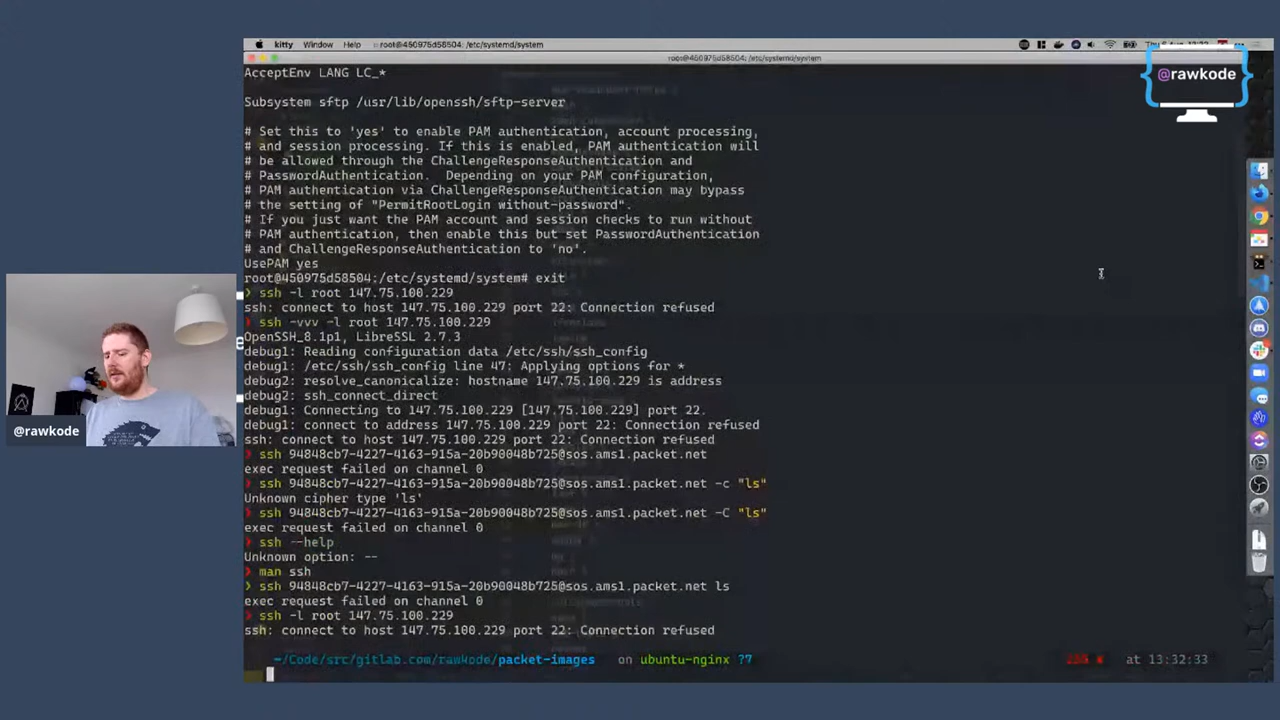 kitty Window Help root@450975d58504: /etc/systemd/system
root@450975d58504: /etc/systemd/system
@rawkode
AcceptEnv LANG LC_*
Subsystem sftp /usr/lib/openssh/sftp-server
# Set this to 'yes' to enable PAM authentication, account processing,
# and session processing. If this is enabled, PAM authentication will
# be allowed through the ChallengeResponseAuthentication and
# PasswordAuthentication.  Depending on your PAM configuration,
# PAM authentication via ChallengeResponseAuthentication may bypass
# the setting of "PermitRootLogin without-password".
# If you just want the PAM account and session checks to run without
# PAM authentication, then enable this but set PasswordAuthentication
# and ChallengeResponseAuthentication to 'no'.
UsePAM yes
root@450975d58504:/etc/systemd/system# exit
❯ ssh -l root 147.75.100.229
ssh: connect to host 147.75.100.229 port 22: Connection refused
❯ ssh -vvv -l root 147.75.100.229
OpenSSH_8.1p1, LibreSSL 2.7.3
debug1: Reading configuration data /etc/ssh/ssh_config
debug1: /etc/ssh/ssh_config line 47: Applying options for *
debug2: resolve_canonicalize: hostname 147.75.100.229 is address
debug2: ssh_connect_direct
debug1: Connecting to 147.75.100.229 [147.75.100.229] port 22.
debug1: connect to address 147.75.100.229 port 22: Connection refused
ssh: connect to host 147.75.100.229 port 22: Connection refused
❯ ssh 94848cb7-4227-4163-915a-20b90048b725@sos.ams1.packet.net
exec request failed on channel 0
❯ ssh 94848cb7-4227-4163-915a-20b90048b725@sos.ams1.packet.net -c "ls"
Unknown cipher type 'ls'
❯ ssh 94848cb7-4227-4163-915a-20b90048b725@sos.ams1.packet.net -C "ls"
exec request failed on channel 0
❯ ssh --help
Unknown option: --
❯ man ssh
❯ ssh 94848cb7-4227-4163-915a-20b90048b725@sos.ams1.packet.net ls
exec request failed on channel 0
❯ ssh -l root 147.75.100.229
ssh: connect to host 147.75.100.229 port 22: Connection refused
~/Code/src/gitlab.com/rawkode/packet-images on ubuntu-nginx ?7 at 13:32:33
@rawkode